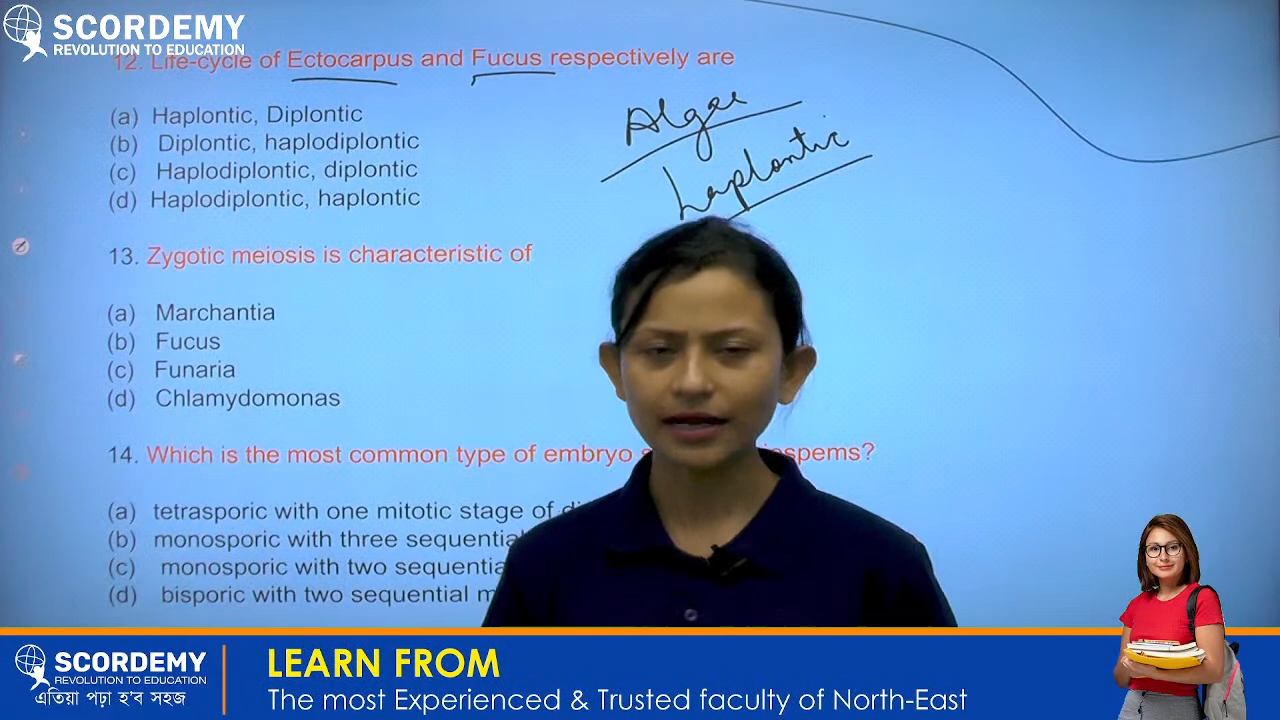 SCORDEMY
REVOLUTION TO EDUCATION
12. Life-cycle of Ectocarpus and Fucus respectively are
(a) Haplontic, Diplontic
(b) Diplontic, haplodiplontic
(c) Haplodiplontic, diplontic
(d) Haplodiplontic, haplontic
Algae
haplontic
13. Zygotic meiosis is characteristic of
(a) Marchantia
(b) Fucus
(c) Funaria
(d) Chlamydomonas
14. Which is the most common type of embryo
(a) tetrasporic with one mitotic stage of
(b) monosporic with three sequential
(c) monosporic with two
(d) bisporic with two sequential
SCORDEMY
REVOLUTION TO EDUCATION
এতিয়া পঢ়া হ'ব সহজ
LEARN FROM
The most Experienced & Trusted faculty of North-East